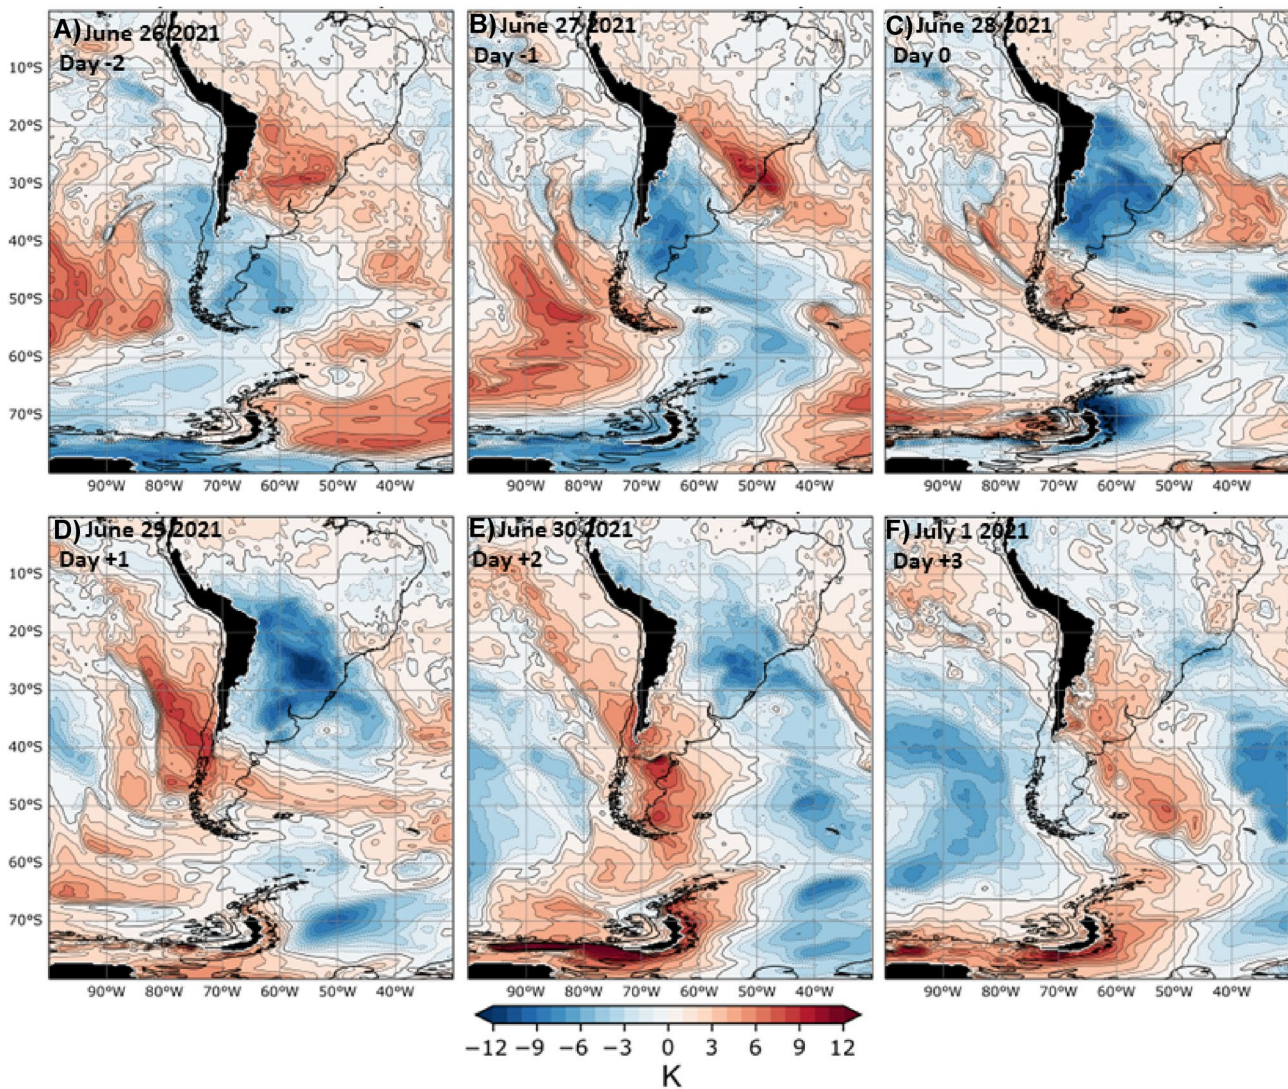 A) June 26 2021
Day -2
B) June 27 2021
Day -1
C) June 28 2021
Day 0
10°S
20°S
30°S
40°S
50°S
60°S
70°S
90°W 80°W 70°W 60°W 50°W 40°W
90°W 80°W 70°W 60°W 50°W 40°W
90°W 80°W 70°W 60°W 50°W 40°W
D) June 29 2021
Day +1
E) June 30 2021
Day +2
F) July 1 2021
Day +3
10°S
20°S
30°S
40°S
50°S
60°S
70°S
90°W 80°W 70°W 60°W 50°W 40°W
90°W 80°W 70°W 60°W 50°W 40°W
90°W 80°W 70°W 60°W 50°W 40°W
−12 −9 −6 −3 0 3 6 9 12
K